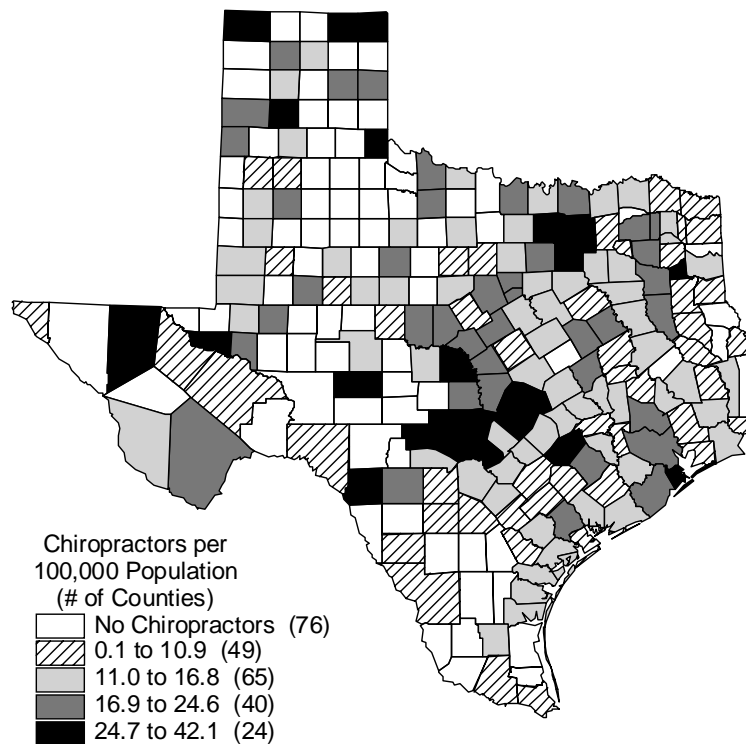 Chiropractors per
100,000 Population
(# of Counties)
No Chiropractors (76)
0.1 to 10.9 (49)
11.0 to 16.8 (65)
16.9 to 24.6 (40)
24.7 to 42.1 (24)